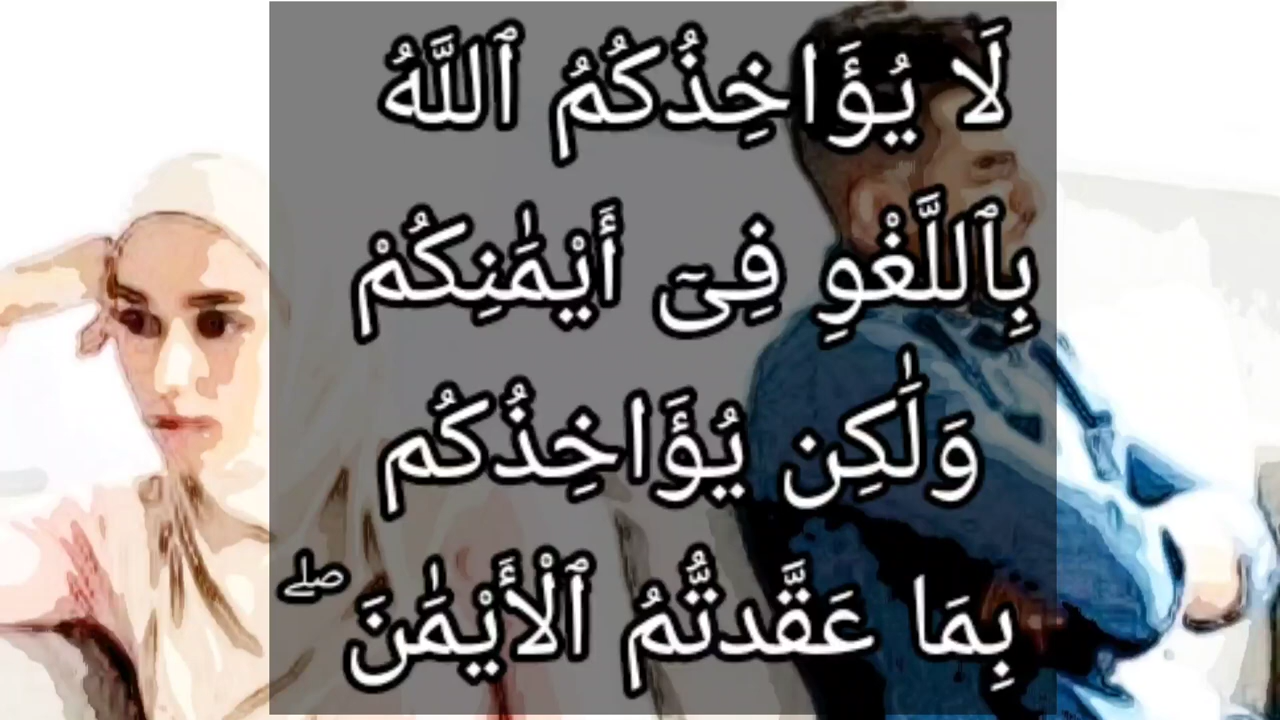 لَا يُؤَاخِذُكُمُ ٱللَّهُ
بِٱللَّغْوِ فِىٓ أَيْمَٰنِكُمْ
وَلَٰكِن يُؤَاخِذُكُم
بِمَا عَقَّدتُّمُ ٱلْأَيْمَٰنَ ۖ